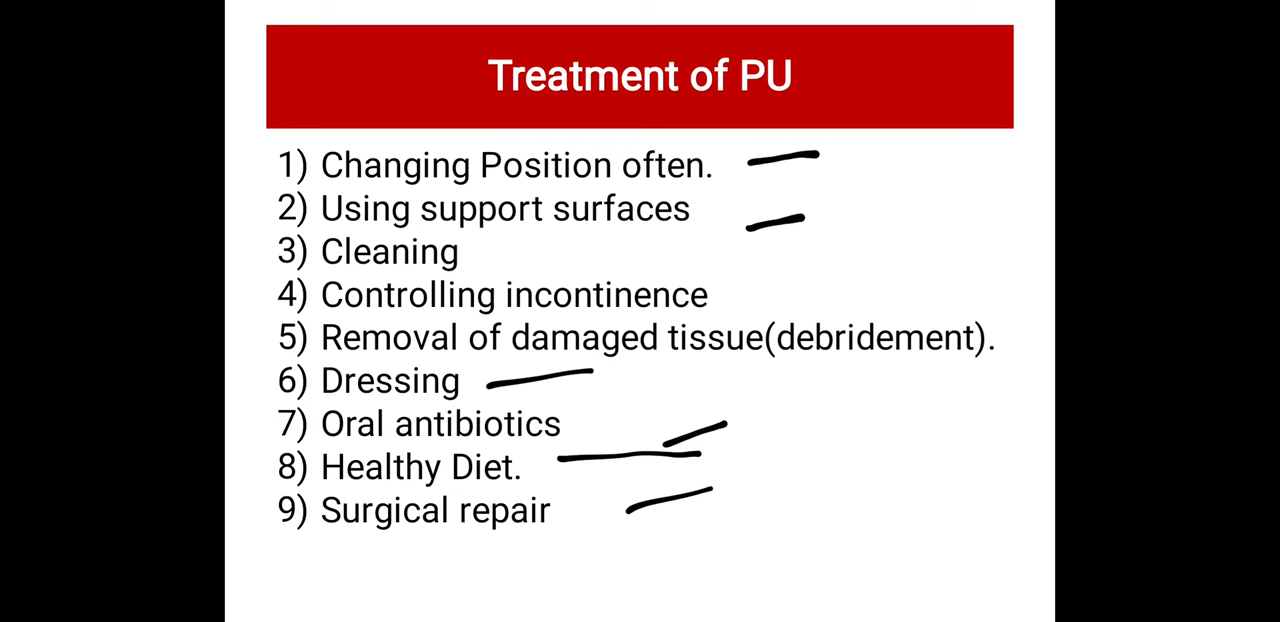 Treatment of PU
1) Changing Position often.
2) Using support surfaces
3) Cleaning
4) Controlling incontinence
5) Removal of damaged tissue(debridement).
6) Dressing
7) Oral antibiotics
8) Healthy Diet.
9) Surgical repair